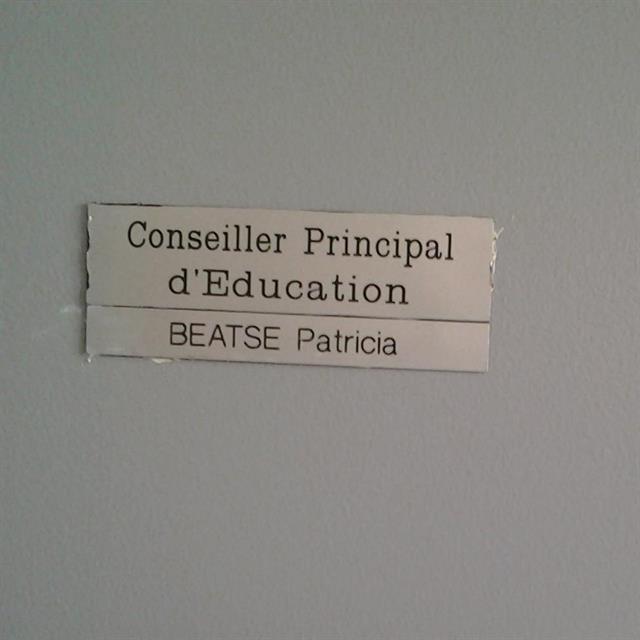 Conseiller Principal
d'Education
BEATSE Patricia